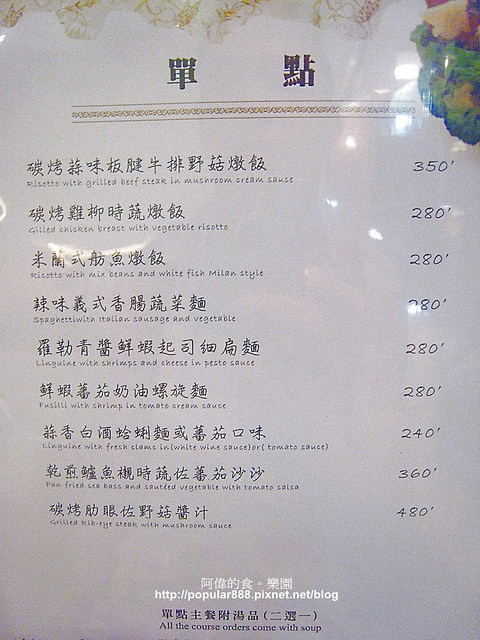 單 點
碳烤蒜味板腱牛排野菇燉飯 350'
Risotto with grilled beef steak in mushroom cream sauce
碳烤雞柳時蔬燉飯 280'
Gilled chicken breast with vegetable risotto
米蘭式魴魚燉飯 280'
Risotto with mix beans and white fish Milan style
辣味義式香腸蔬菜麵 280'
Spaghettiwith Italian sausage and vegetable
羅勒青醬鮮蝦起司細扁麵 280'
Linguine with shrimps and cheese in pesto sauce
鮮蝦蕃茄奶油螺旋麵 280'
Fusilli with shrimp in tomato cream sauce
蒜香白酒蛤蜊麵或蕃茄口味 240'
Linguine with fresh clams in(white wine sauce)or( tomato sauce)
乾煎鱸魚襯時蔬佐蕃茄沙沙 360'
Pan fried sea bass and sautéed vegetable with tomato salsa
碳烤肋眼佐野菇醬汁 480'
Grilled Rib-eye steak with mushroom sauce
阿偉的食。樂園
http://popular888.pixnet.net/blog
單點主餐附湯品(二選一)
All the course orders come with soup